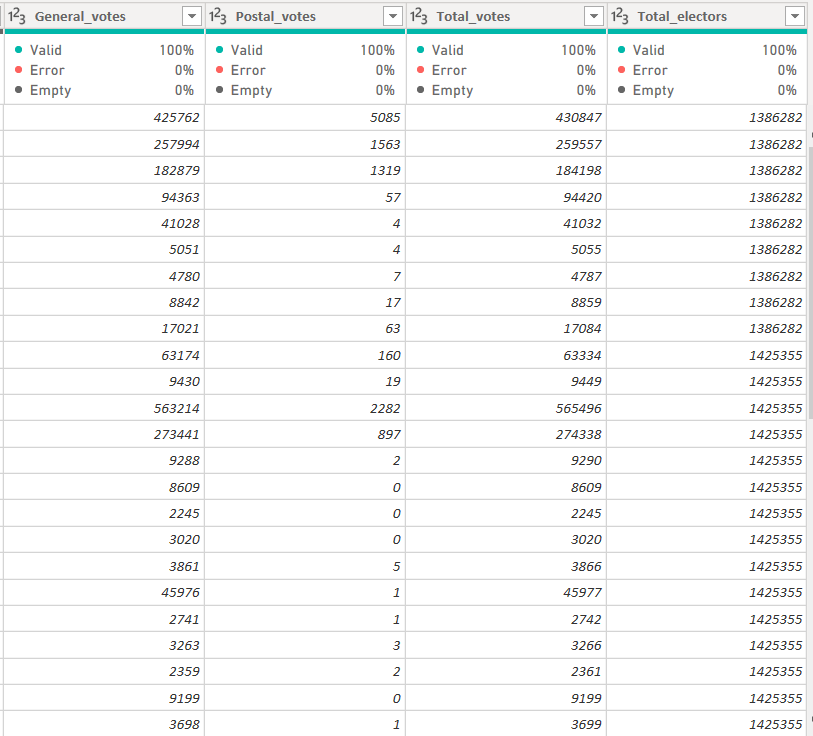 123 General_votes 123 Postal_votes 123 Total_votes 123 Total_electors
Valid 100% Valid 100% Valid 100% Valid 100%
Error 0% Error 0% Error 0% Error 0%
Empty 0% Empty 0% Empty 0% Empty 0%
425762 5085 430847 1386282
257994 1563 259557 1386282
182879 1319 184198 1386282
94363 57 94420 1386282
41028 4 41032 1386282
5051 4 5055 1386282
4780 7 4787 1386282
8842 17 8859 1386282
17021 63 17084 1386282
63174 160 63334 1425355
9430 19 9449 1425355
563214 2282 565496 1425355
273441 897 274338 1425355
9288 2 9290 1425355
8609 0 8609 1425355
2245 0 2245 1425355
3020 0 3020 1425355
3861 5 3866 1425355
45976 1 45977 1425355
2741 1 2742 1425355
3263 3 3266 1425355
2359 2 2361 1425355
9199 0 9199 1425355
3698 1 3699 1425355